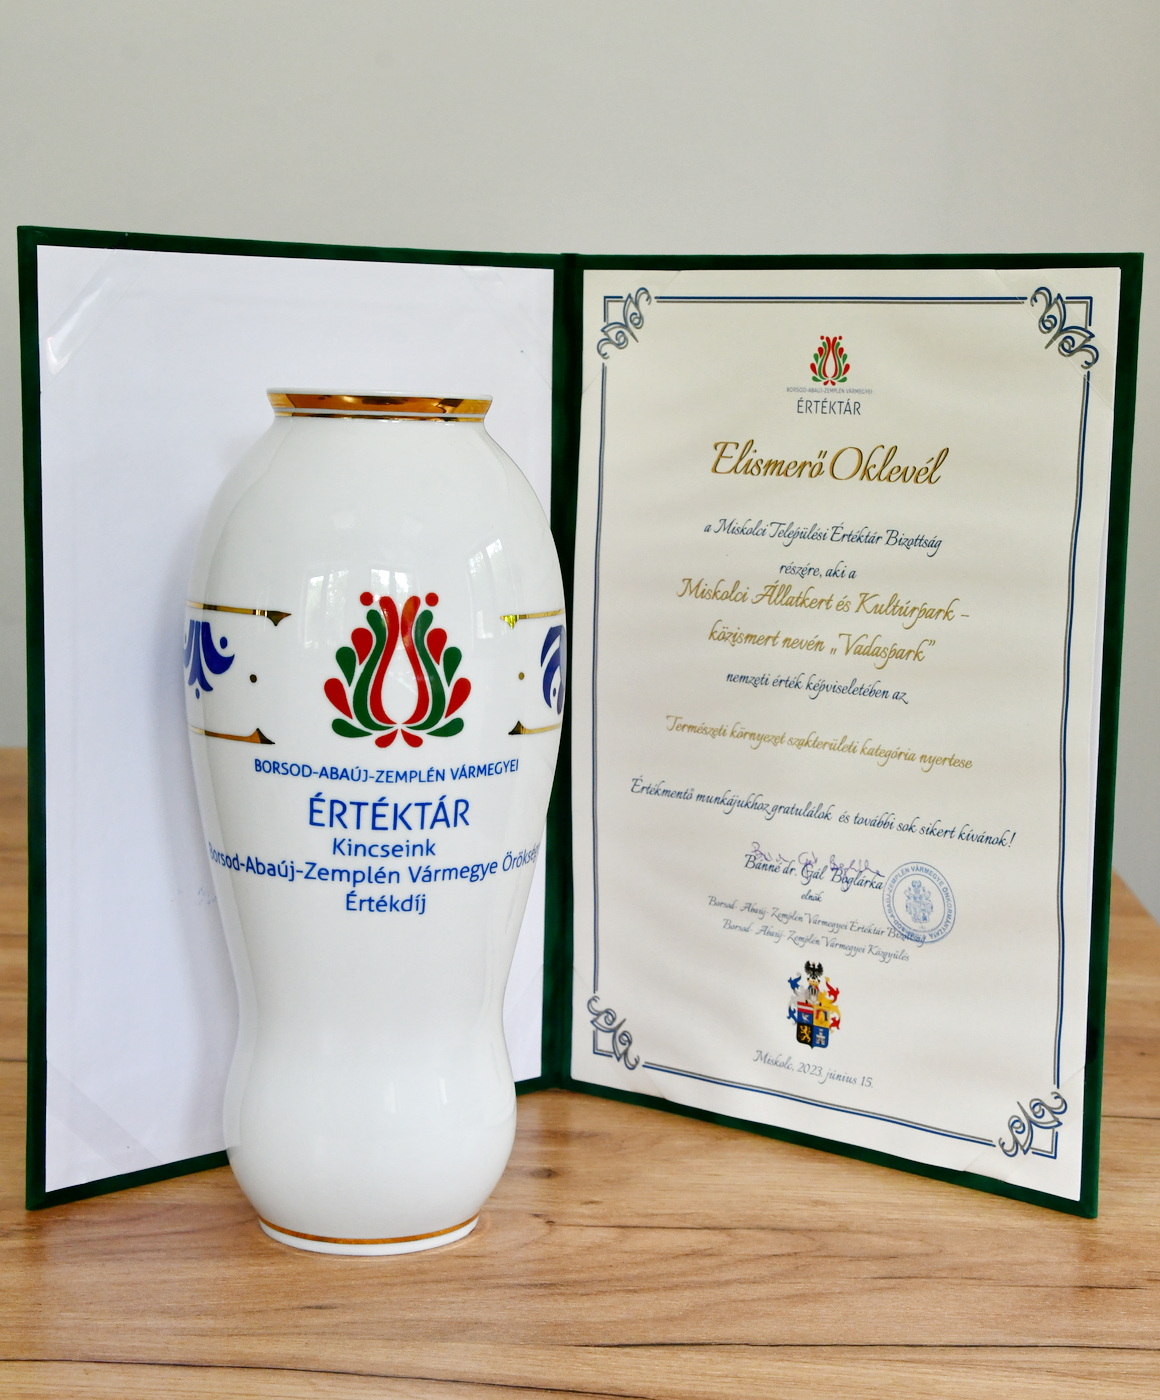 BORSOD-ABAÚJ-ZEMPLÉN VÁRMEGYEI
ÉRTÉKTÁR
Kincseink
Borsod-Abaúj-Zemplén Vármegye
Értékdíj
BORSOD-ABAÚJ-ZEMPLÉN VÁRMEGYEI
ÉRTÉKTÁR
Elismerő Oklevél
a Miskolci Települési Értéktár Bizottság
részére, aki a
Miskolci Állatkert és Kultúrpark –
közismert nevén „Vadaspark”
nemzeti érték képviseletében az
Természeti környezet szakterületi kategória nyertese
Értékmentő munkájukhoz gratulálok és további sok sikert kívánok!
Bánné dr. Gál Boglárka
elnök
Borsod-Abaúj-Zemplén Vármegyei Értéktár Bizottság
Borsod-Abaúj-Zemplén Vármegyei Közgyűlés
Miskolc, 2023. június 15.